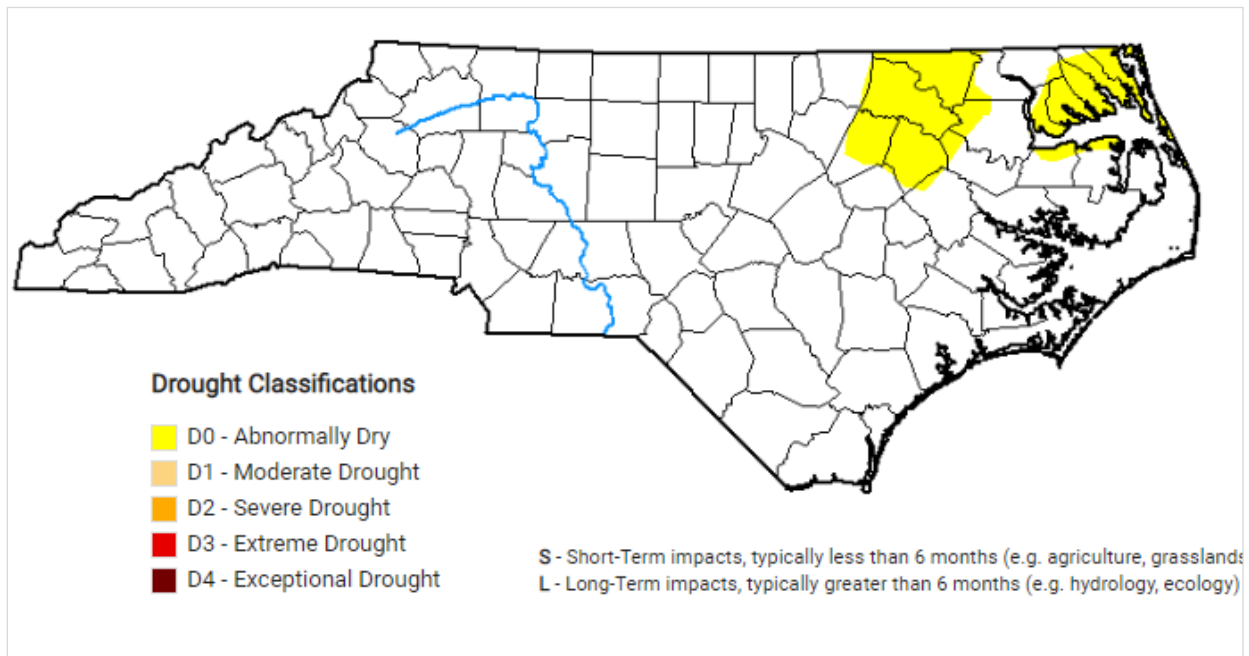 Drought Classifications
D0 - Abnormally Dry
D1 - Moderate Drought
D2 - Severe Drought
D3 - Extreme Drought
D4 - Exceptional Drought
S - Short-Term impacts, typically less than 6 months (e.g. agriculture, grasslands
L - Long-Term impacts, typically greater than 6 months (e.g. hydrology, ecology)